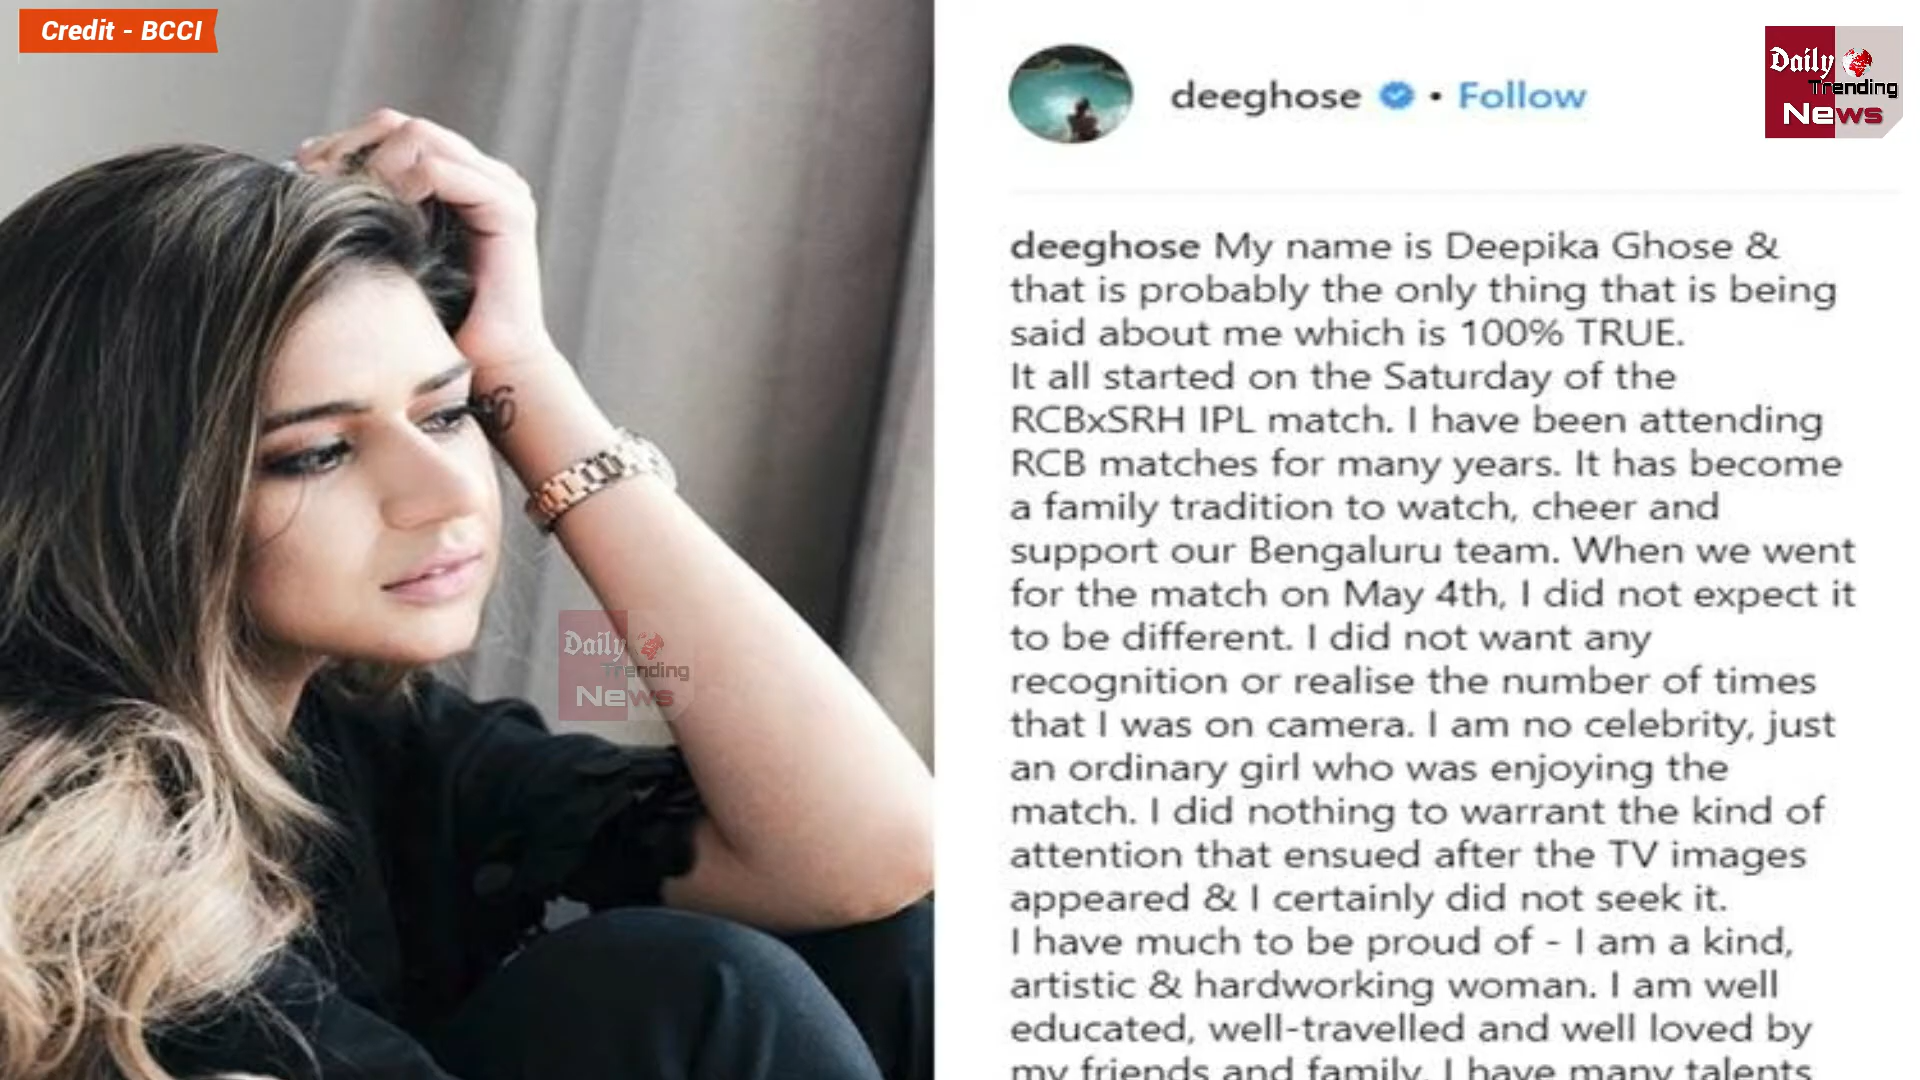 Credit - BCCI
deeghose • Follow
Daily
Trending
News
deeghose My name is Deepika Ghose &
that is probably the only thing that is being
said about me which is 100% TRUE.
It all started on the Saturday of the
RCBxSRH IPL match. I have been attending
RCB matches for many years. It has become
a family tradition to watch, cheer and
support our Bengaluru team. When we went
for the match on May 4th, I did not expect it
to be different. I did not want any
recognition or realise the number of times
that I was on camera. I am no celebrity, just
an ordinary girl who was enjoying the
match. I did nothing to warrant the kind of
attention that ensued after the TV images
appeared & I certainly did not seek it.
I have much to be proud of - I am a kind,
artistic & hardworking woman. I am well
educated, well-travelled and well loved by
my friends and family. I have many talents
Daily
Trending
News